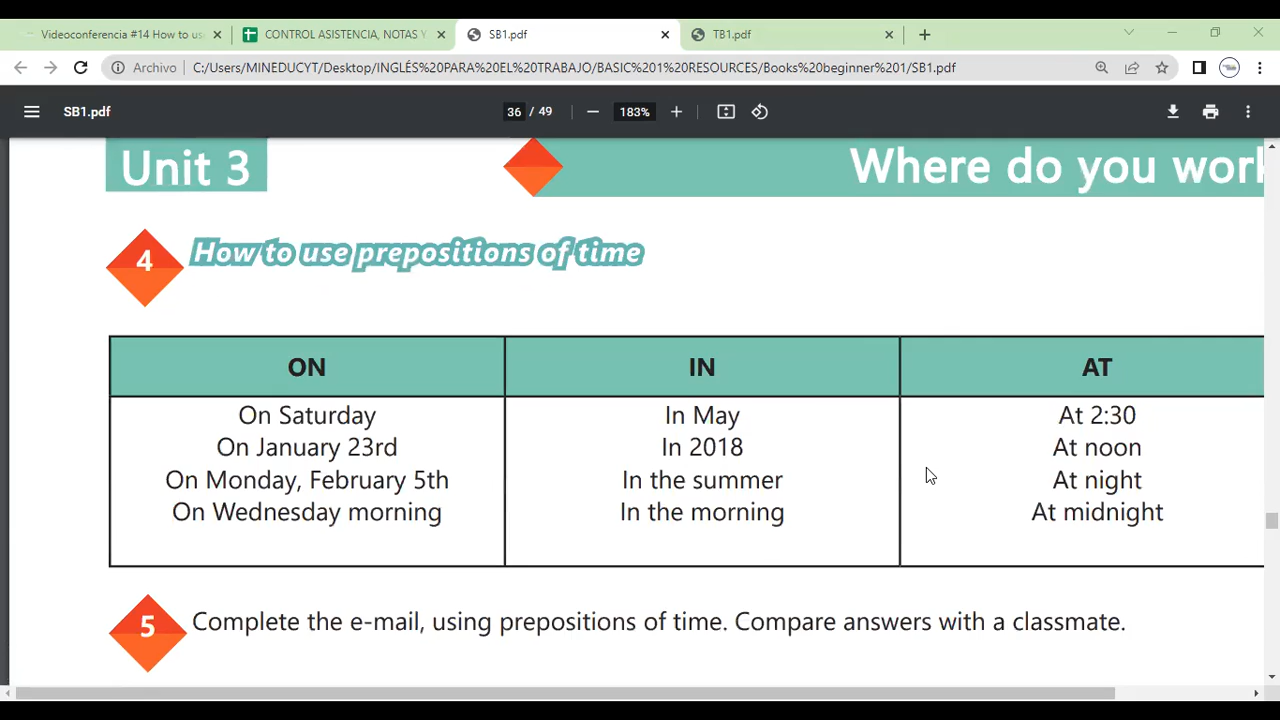 Videoconferencia #14 How to us
CONTROL ASISTENCIA, NOTAS Y
SB1.pdf
TB1.pdf
Archivo
C:/Users/MINEDUCYT/Desktop/INGLÉS%20PARA%20EL%20TRABAJO/BASIC%201%20RESOURCES/Books%20beginner%201/SB1.pdf
SB1.pdf
36 / 49
183%
Unit 3
Where do you work
4
How to use prepositions of time
ON
IN
AT
On Saturday
In May
At 2:30
On January 23rd
In 2018
At noon
On Monday, February 5th
In the summer
At night
On Wednesday morning
In the morning
At midnight
5
Complete the e-mail, using prepositions of time. Compare answers with a classmate.